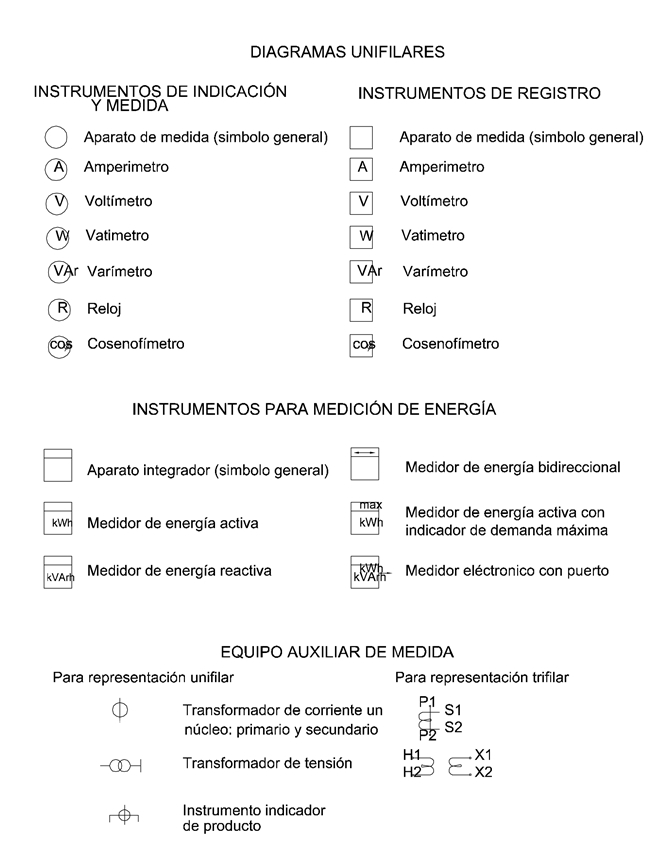 DIAGRAMAS UNIFILARES
INSTRUMENTOS DE INDICACIÓN
Y MEDIDA
Aparato de medida (simbolo general)
A Amperimetro
V Voltímetro
W Vatimetro
VAr Varímetro
R Reloj
cos Cosenofímetro
INSTRUMENTOS DE REGISTRO
Aparato de medida (simbolo general)
A Amperimetro
V Voltímetro
W Vatimetro
VAr Varímetro
R Reloj
cos Cosenofímetro
INSTRUMENTOS PARA MEDICIÓN DE ENERGÍA
Aparato integrador (simbolo general)
kWh Medidor de energía activa
kVArh Medidor de energía reactiva
Medidor de energía bidireccional
max
kWh
Medidor de energía activa con
indicador de demanda máxima
kWh
kVArh
Medidor eléctronico con puerto
EQUIPO AUXILIAR DE MEDIDA
Para representación unifilar
Para representación trifilar
Transformador de corriente un
núcleo: primario y secundario
P1
S1
S2
P2
Transformador de tensión
H1 X1
H2 X2
Instrumento indicador
de producto